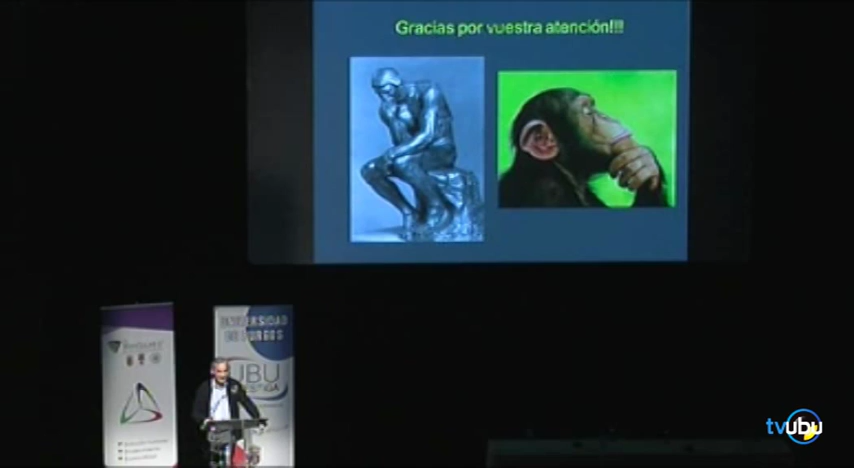 Gracias por vuestra atención!!!
UNIVERSIDAD
DE BURGOS
UBU
INVESTIGA
tvubu